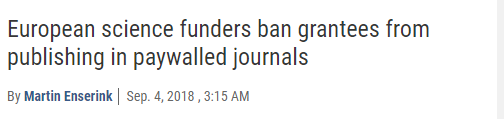 European science funders ban grantees from
publishing in paywalled journals
By Martin Enserink | Sep. 4, 2018 , 3:15 AM